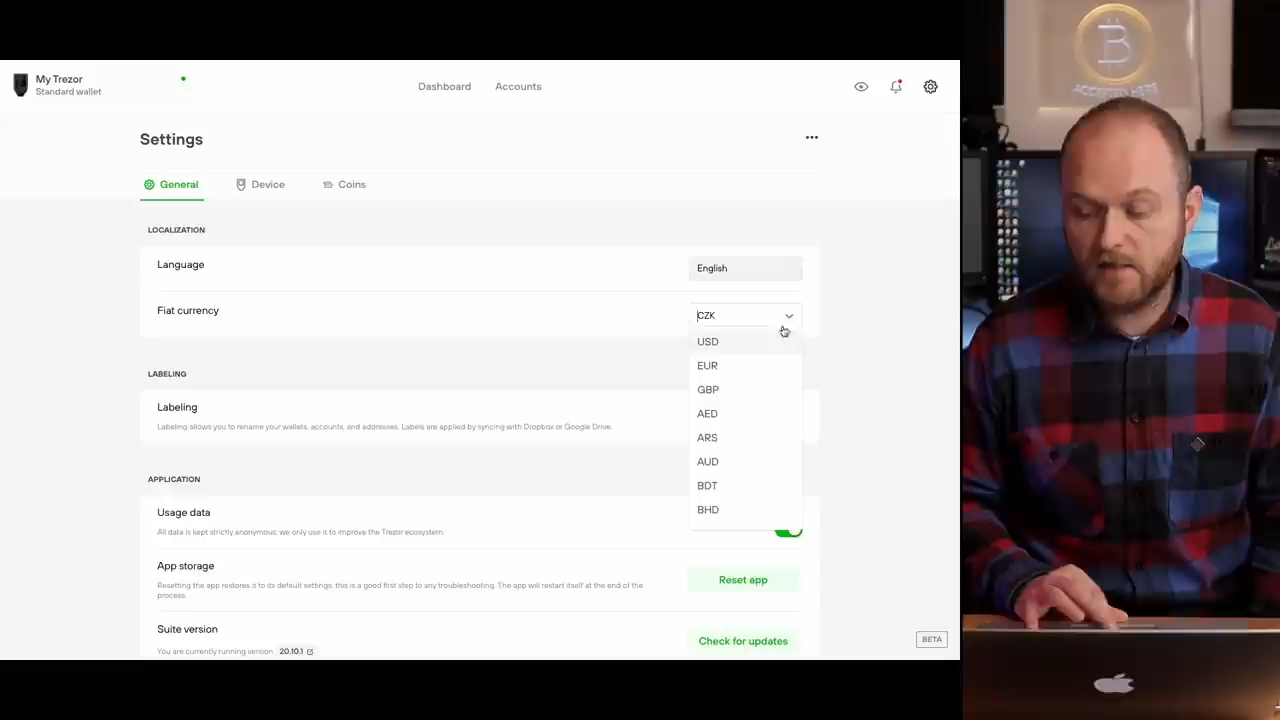 My Trezor
Standard wallet
Dashboard
Accounts
Settings
General
Device
Coins
LOCALIZATION
Language
English
Fiat currency
CZK
USD
EUR
GBP
AED
ARS
AUD
BDT
BHD
LABELING
Labeling
Labeling allows you to rename your wallets, accounts, and addresses. Labels are applied by syncing with Dropbox or Google Drive.
APPLICATION
Usage data
All data is kept strictly anonymous; we only use it to improve the Trezor ecosystem.
App storage
Resetting the app restores it to its default settings; this is a good first step to any troubleshooting. The app will restart itself at the end of the
process.
Reset app
Suite version
You are currently running version 20.10.1
Check for updates
BETA
B
ACCEPTED HERE